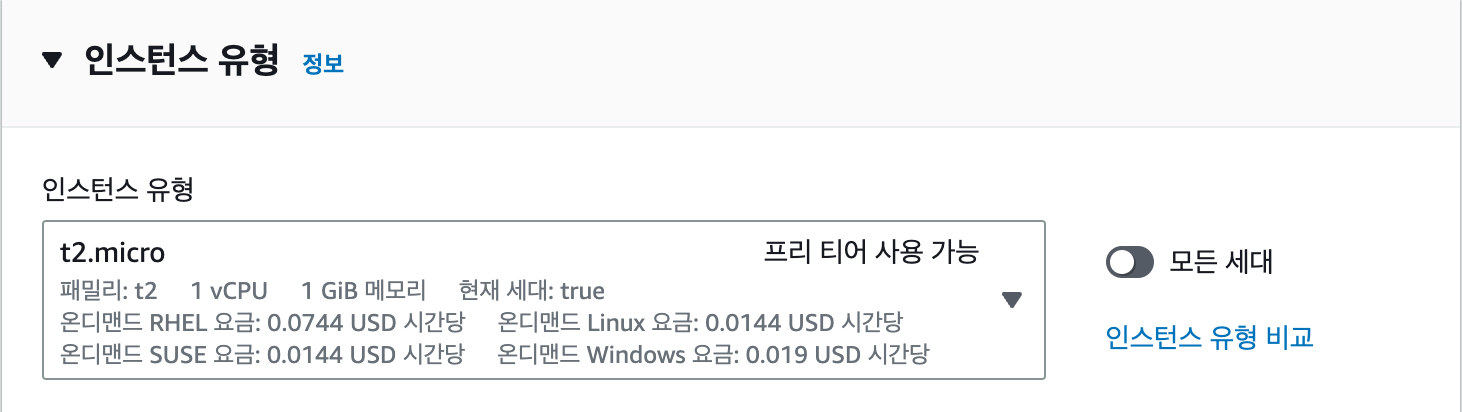 ▼ 인스턴스 유형 정보
인스턴스 유형
t2.micro 프리 티어 사용 가능
패밀리: t2 1 vCPU 1 GiB 메모리 현재 세대: true
온디맨드 RHEL 요금: 0.0744 USD 시간당 온디맨드 Linux 요금: 0.0144 USD 시간당
온디맨드 SUSE 요금: 0.0144 USD 시간당 온디맨드 Windows 요금: 0.019 USD 시간당
모든 세대
인스턴스 유형 비교